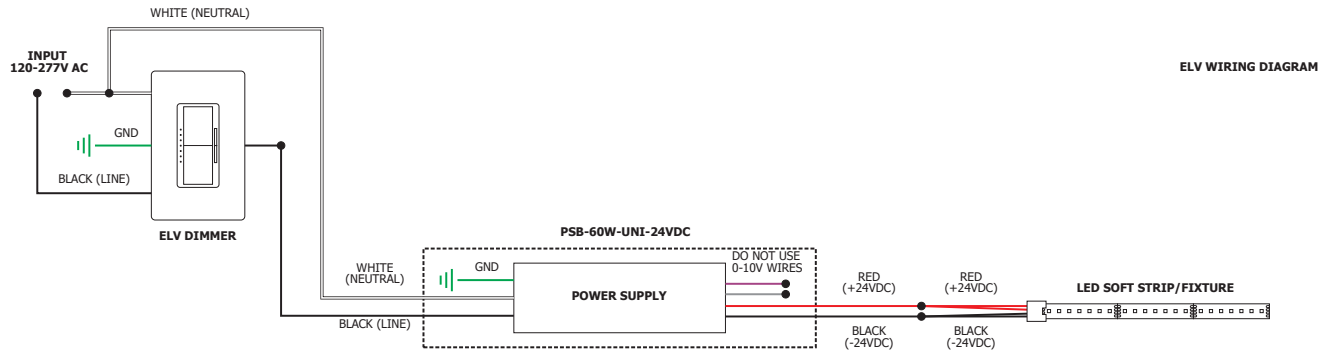 WHITE (NEUTRAL)
INPUT
120-277V AC
ELV WIRING DIAGRAM
GND
BLACK (LINE)
ELV DIMMER
PSB-60W-UNI-24VDC
WHITE
(NEUTRAL)
GND
DO NOT USE
0-10V WIRES
POWER SUPPLY
RED
(+24VDC)
RED
(+24VDC)
LED SOFT STRIP/FIXTURE
BLACK (LINE)
BLACK
(-24VDC)
BLACK
(-24VDC)